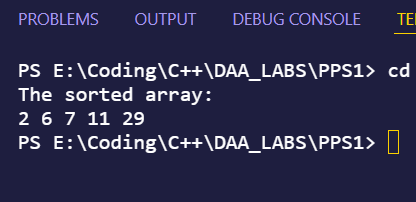 PROBLEMS OUTPUT DEBUG CONSOLE
PS E:\Coding\C++\DAA_LABS\PPS1> cd
The sorted array:
2 6 7 11 29
PS E:\Coding\C++\DAA_LABS\PPS1>